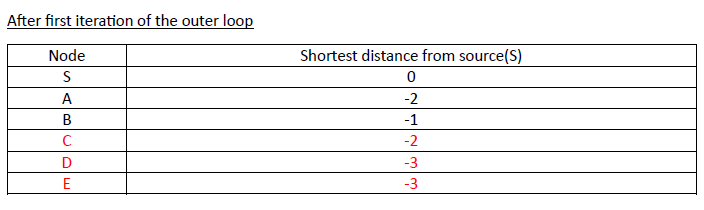 After first iteration of the outer loop
Node Shortest distance from source(S)
S 0
A -2
B -1
C -2
D -3
E -3